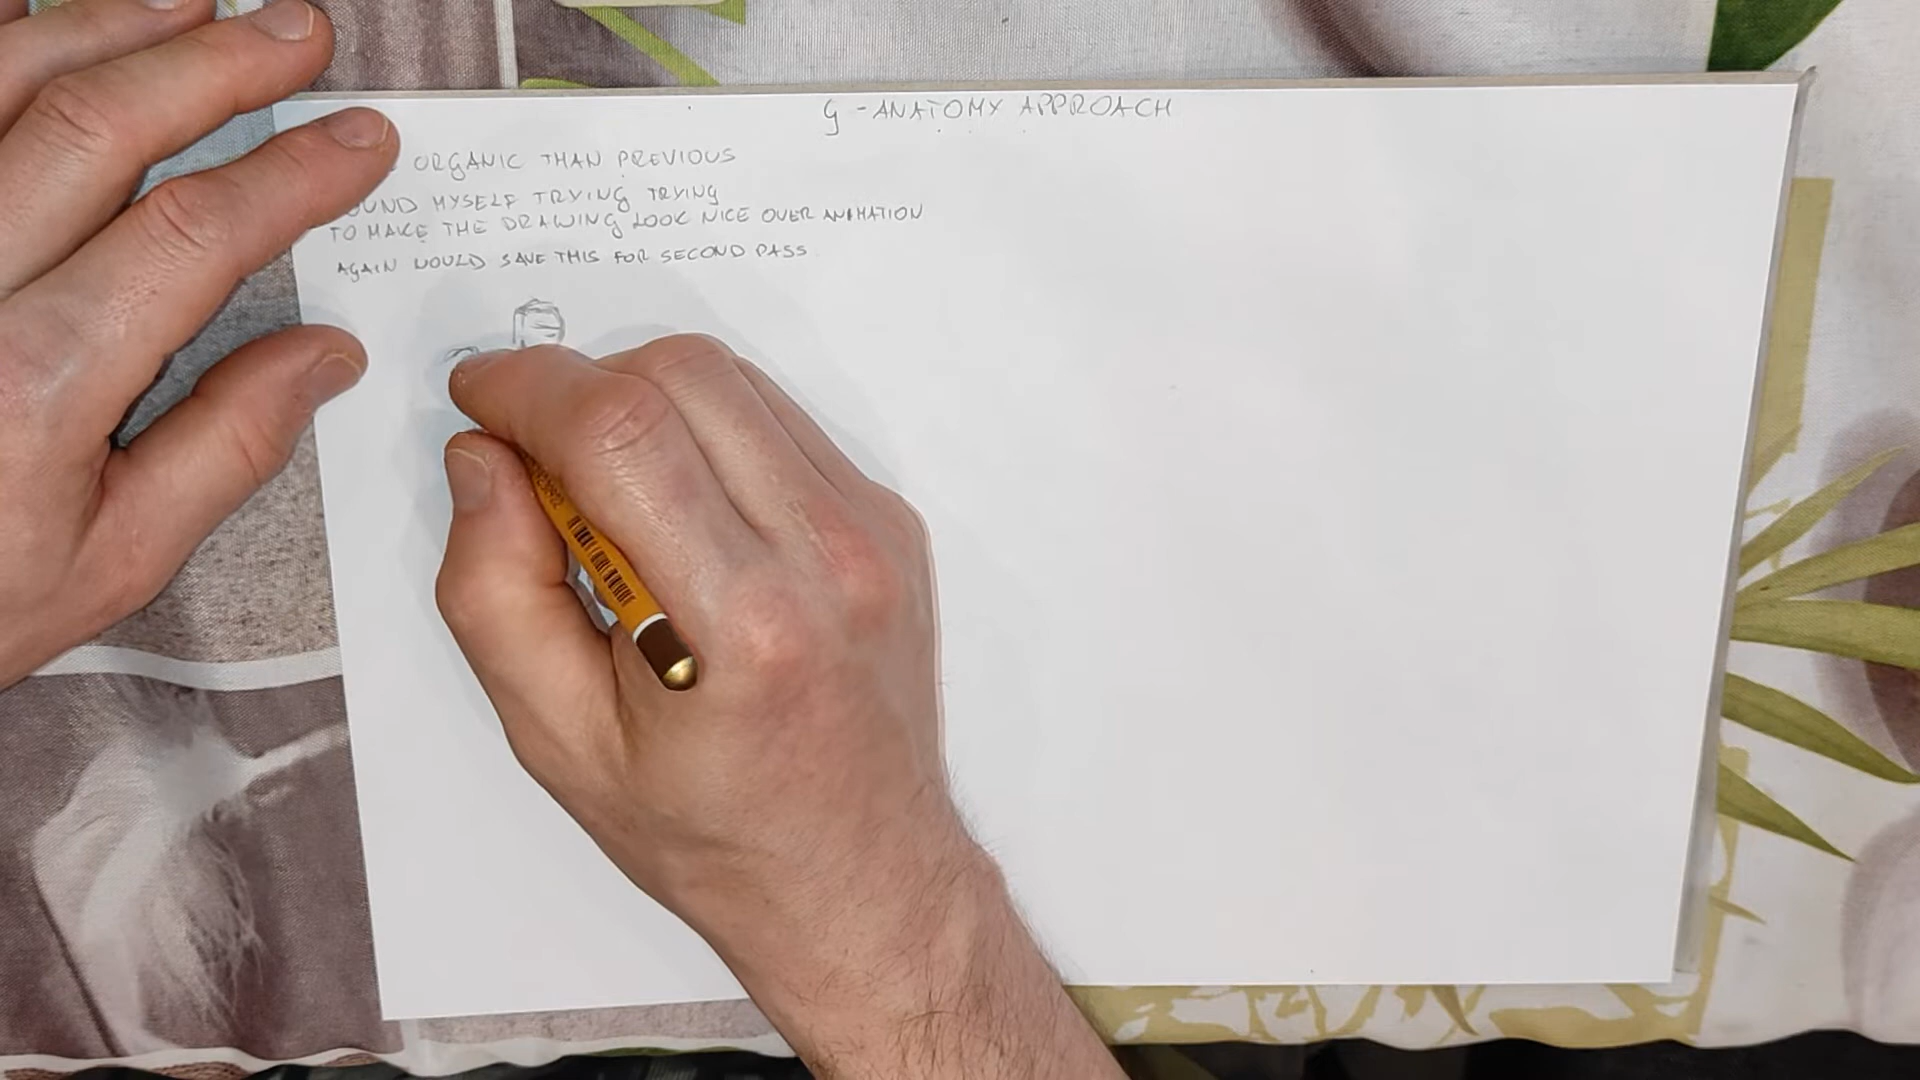 9 - ANATOMY APPROACH
ORGANIC THAN PREVIOUS
OUND MYSELF TRYING TRYING
TO MAKE THE DRAWING LOOK NICE OVER ANIMATION
AGAIN WOULD SAVE THIS FOR SECOND PASS